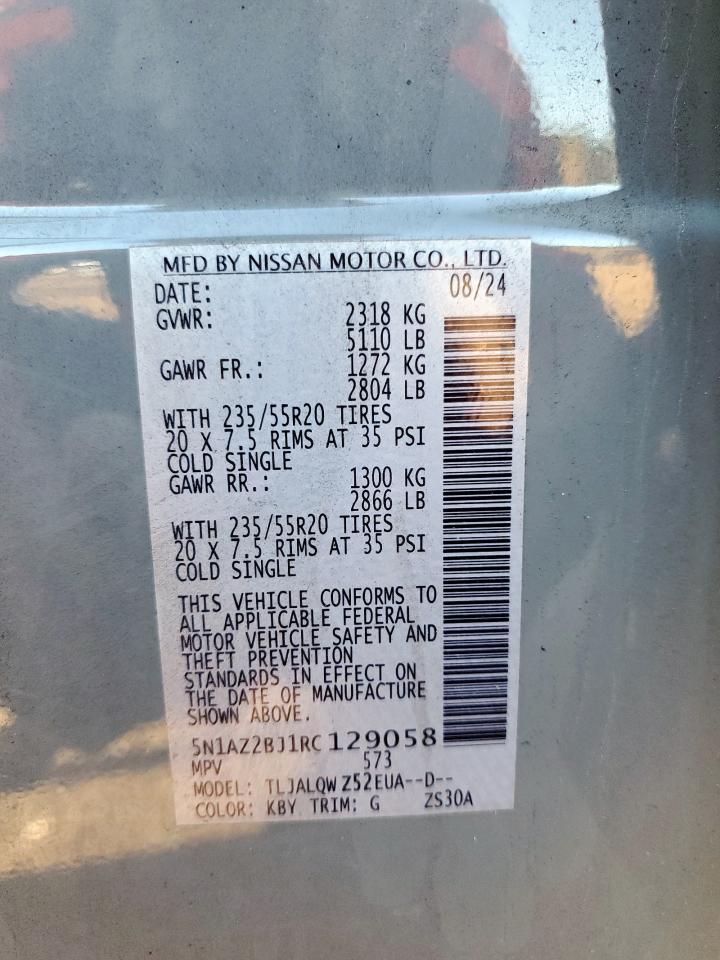 MFD BY NISSAN MOTOR CO., LTD.
DATE: 08/24
GVWR: 2318 KG
5110 LB
GAWR FR.: 1272 KG
2804 LB
WITH 235/55R20 TIRES
20 X 7.5 RIMS AT 35 PSI
COLD SINGLE
GAWR RR.: 1300 KG
2866 LB
WITH 235/55R20 TIRES
20 X 7.5 RIMS AT 35 PSI
COLD SINGLE
THIS VEHICLE CONFORMS TO
ALL APPLICABLE FEDERAL
MOTOR VEHICLE SAFETY AND
THEFT PREVENTION
STANDARDS IN EFFECT ON
THE DATE OF MANUFACTURE
SHOWN ABOVE.
5N1AZ2BJ1RC129058
MPV 573
MODEL: TLJALQW Z52EUA--D--
COLOR: KBY TRIM: G ZS30A